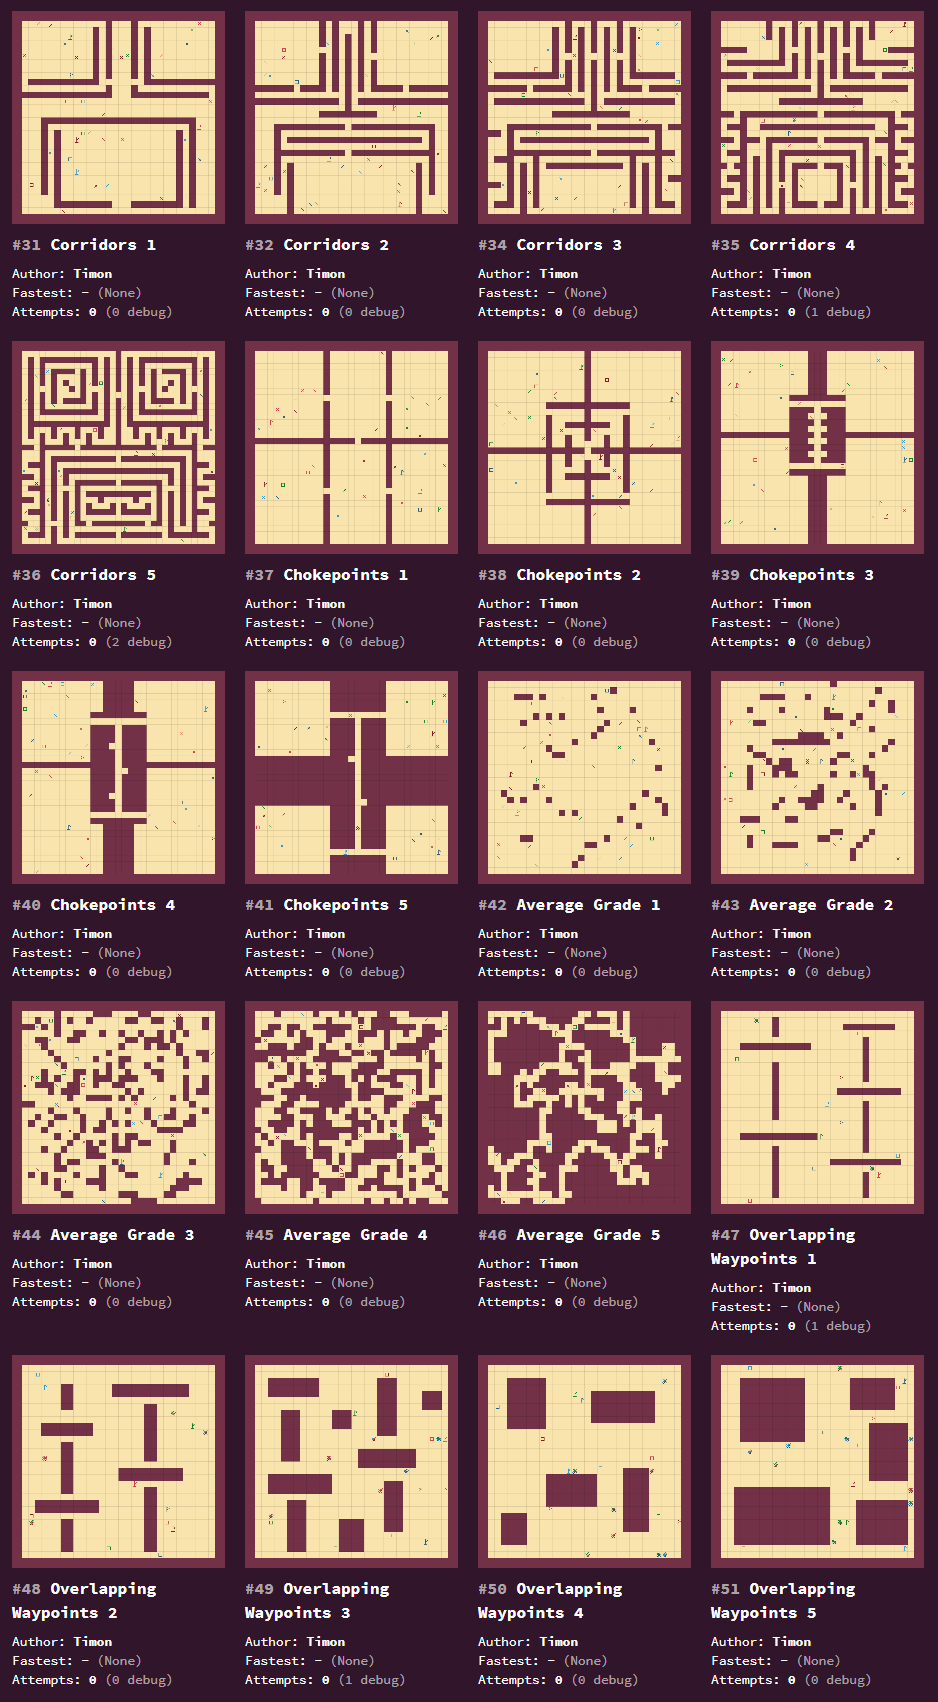 #31 Corridors 1
Author: Timon
Fastest: – (None)
Attempts: 0 (0 debug)
#32 Corridors 2
Author: Timon
Fastest: – (None)
Attempts: 0 (0 debug)
#34 Corridors 3
Author: Timon
Fastest: – (None)
Attempts: 0 (0 debug)
#35 Corridors 4
Author: Timon
Fastest: – (None)
Attempts: 0 (1 debug)
#36 Corridors 5
Author: Timon
Fastest: – (None)
Attempts: 0 (2 debug)
#37 Chokepoints 1
Author: Timon
Fastest: – (None)
Attempts: 0 (0 debug)
#38 Chokepoints 2
Author: Timon
Fastest: – (None)
Attempts: 0 (0 debug)
#39 Chokepoints 3
Author: Timon
Fastest: – (None)
Attempts: 0 (0 debug)
#40 Chokepoints 4
Author: Timon
Fastest: – (None)
Attempts: 0 (0 debug)
#41 Chokepoints 5
Author: Timon
Fastest: – (None)
Attempts: 0 (0 debug)
#42 Average Grade 1
Author: Timon
Fastest: – (None)
Attempts: 0 (0 debug)
#43 Average Grade 2
Author: Timon
Fastest: – (None)
Attempts: 0 (0 debug)
#44 Average Grade 3
Author: Timon
Fastest: – (None)
Attempts: 0 (0 debug)
#45 Average Grade 4
Author: Timon
Fastest: – (None)
Attempts: 0 (0 debug)
#46 Average Grade 5
Author: Timon
Fastest: – (None)
Attempts: 0 (0 debug)
#47 Overlapping
Waypoints 1
Author: Timon
Fastest: – (None)
Attempts: 0 (1 debug)
#48 Overlapping
Waypoints 2
Author: Timon
Fastest: – (None)
Attempts: 0 (0 debug)
#49 Overlapping
Waypoints 3
Author: Timon
Fastest: – (None)
Attempts: 0 (1 debug)
#50 Overlapping
Waypoints 4
Author: Timon
Fastest: – (None)
Attempts: 0 (0 debug)
#51 Overlapping
Waypoints 5
Author: Timon
Fastest: – (None)
Attempts: 0 (0 debug)